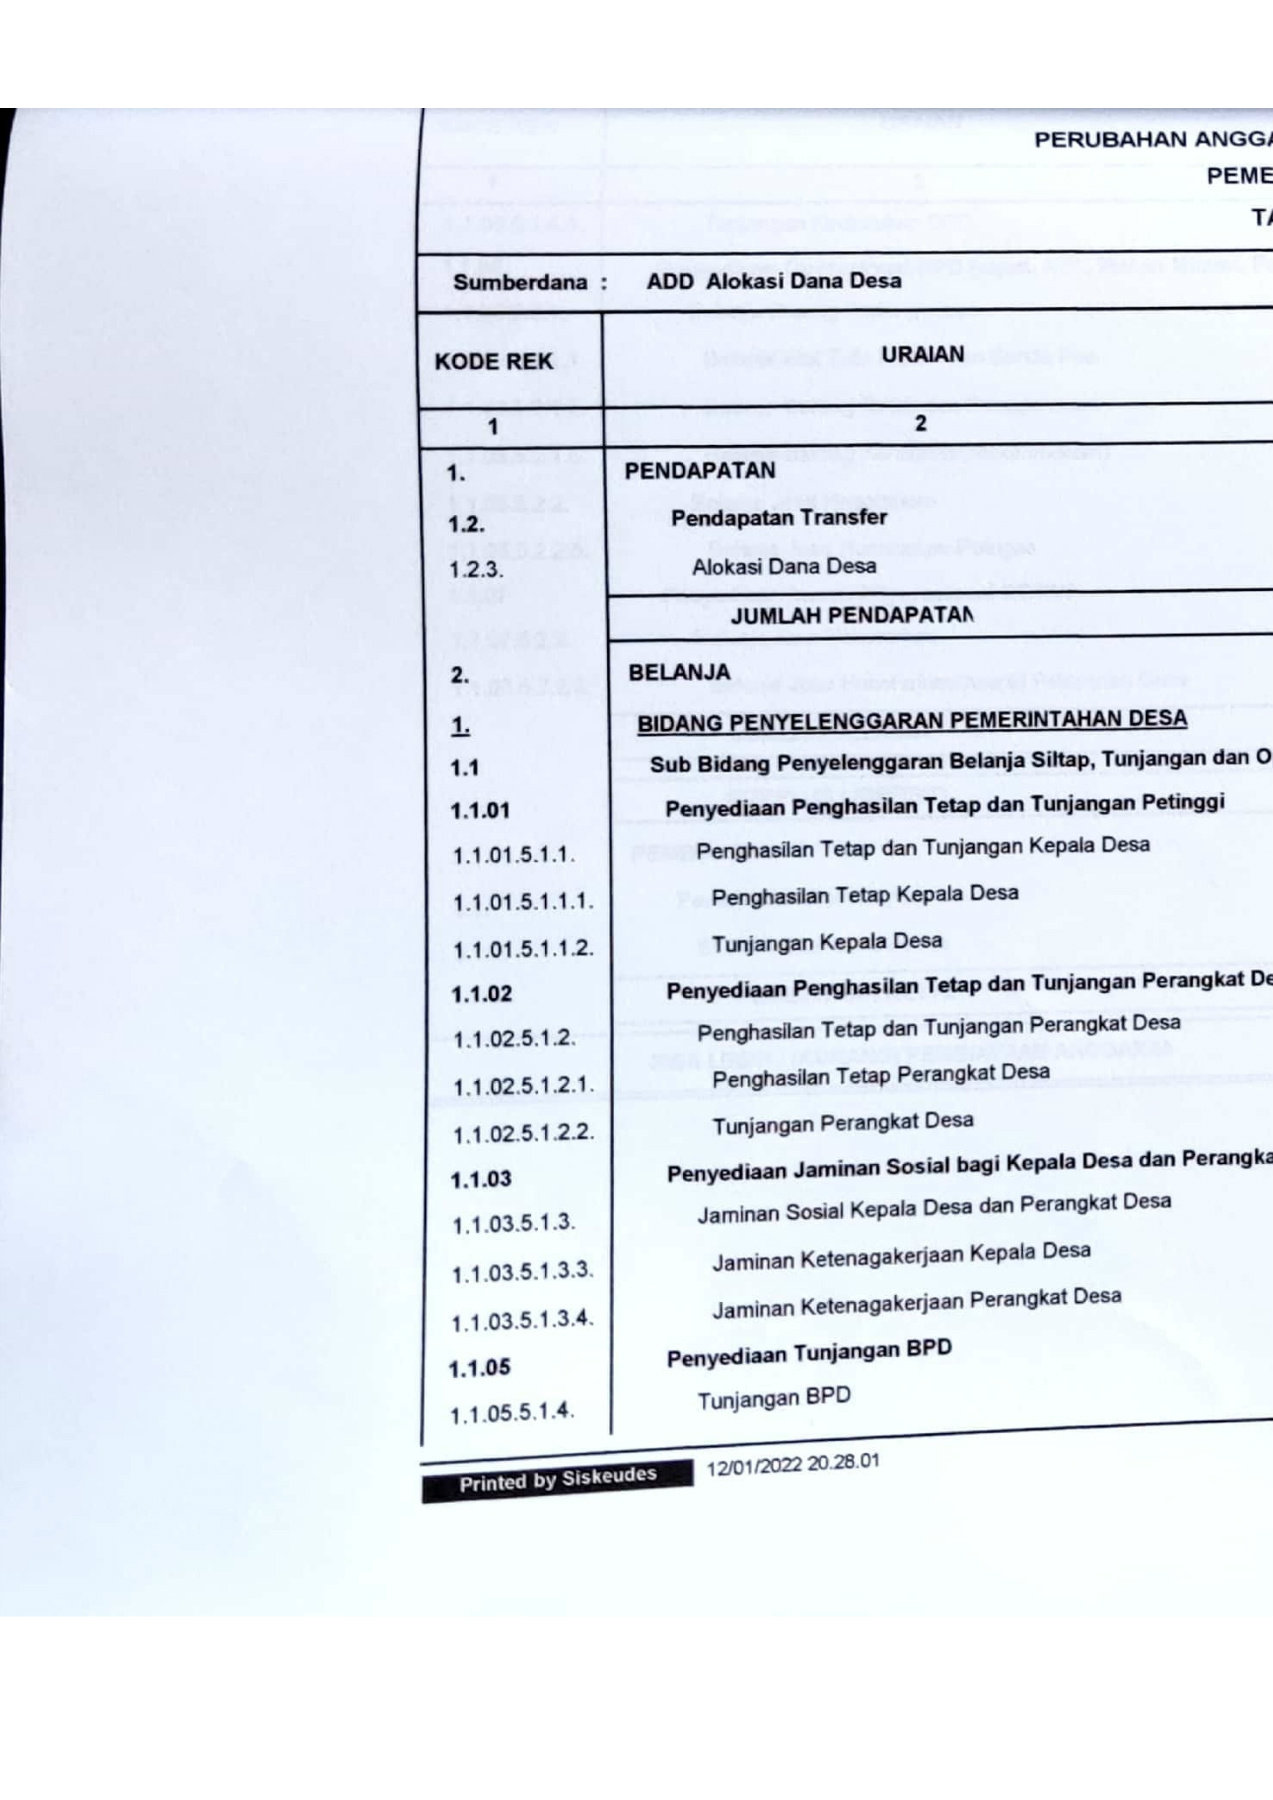 PERUBAHAN ANGGA
PEME
TA
Sumberdana : ADD Alokasi Dana Desa
KODE REK URAIAN
1 2
1. PENDAPATAN
1.2. Pendapatan Transfer
1.2.3. Alokasi Dana Desa
JUMLAH PENDAPATAN
2. BELANJA
1. BIDANG PENYELENGGARAN PEMERINTAHAN DESA
1.1 Sub Bidang Penyelenggaran Belanja Siltap, Tunjangan dan O
1.1.01 Penyediaan Penghasilan Tetap dan Tunjangan Petinggi
1.1.01.5.1.1. Penghasilan Tetap dan Tunjangan Kepala Desa
1.1.01.5.1.1.1. Penghasilan Tetap Kepala Desa
1.1.01.5.1.1.2. Tunjangan Kepala Desa
1.1.02 Penyediaan Penghasilan Tetap dan Tunjangan Perangkat De
1.1.02.5.1.2. Penghasilan Tetap dan Tunjangan Perangkat Desa
1.1.02.5.1.2.1. Penghasilan Tetap Perangkat Desa
1.1.02.5.1.2.2. Tunjangan Perangkat Desa
1.1.03 Penyediaan Jaminan Sosial bagi Kepala Desa dan Perangka
1.1.03.5.1.3. Jaminan Sosial Kepala Desa dan Perangkat Desa
1.1.03.5.1.3.3. Jaminan Ketenagakerjaan Kepala Desa
1.1.03.5.1.3.4. Jaminan Ketenagakerjaan Perangkat Desa
1.1.05 Penyediaan Tunjangan BPD
1.1.05.5.1.4. Tunjangan BPD
Printed by Siskeudes 12/01/2022 20.28.01